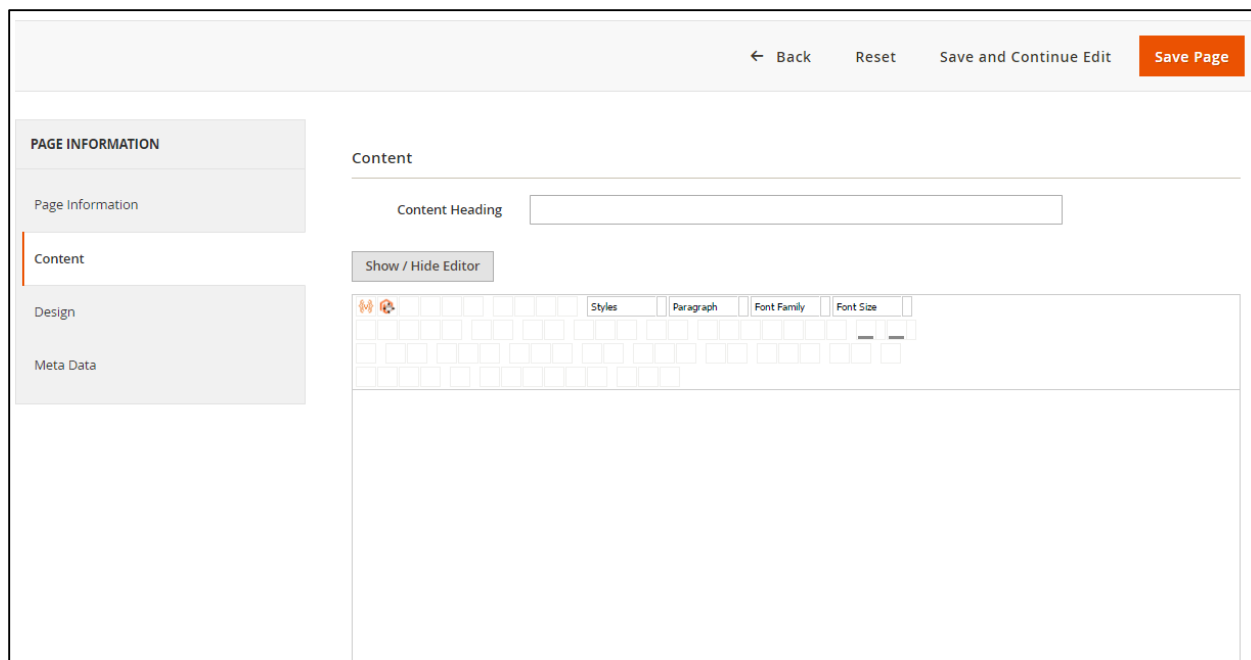 ← Back Reset Save and Continue Edit Save Page
PAGE INFORMATION
Page Information
Content
Design
Meta Data
Content
Content Heading
Show / Hide Editor
Styles Paragraph Font Family Font Size